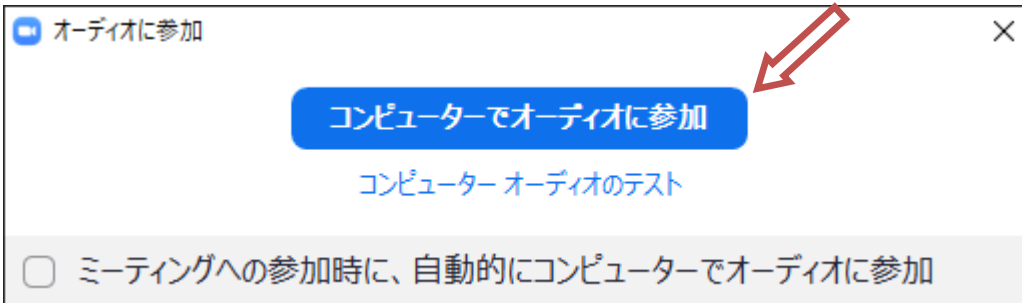 オーディオに参加
コンピューターでオーディオに参加
コンピューター オーディオのテスト
ミーティングへの参加時に、自動的にコンピューターでオーディオに参加